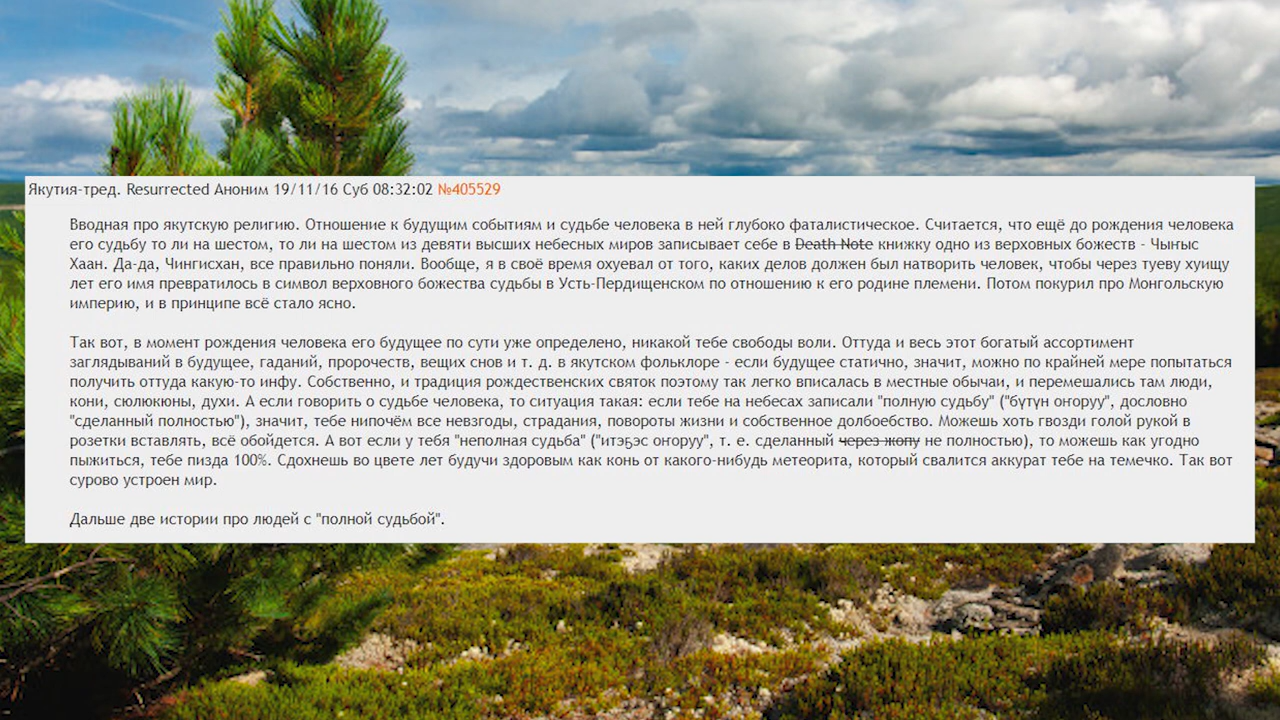 Якутия-тред. Resurrected Аноним 19/11/16 Суб 08:32:02 №405529
Вводная про якутскую религию. Отношение к будущим событиям и судьбе человека в ней глубоко фаталистическое. Считается, что ещё до рождения человека
его судьбу то ли на шестом, то ли на шестом из девяти высших небесных миров записывает себе в Death Note книжку одно из верховных божеств - Чыҥыс
Хаан. Да-да, Чингисхан, все правильно поняли. Вообще, я в своё время охуевал от того, каких делов должен был натворить человек, чтобы через туеву хуищу
лет его имя превратилось в символ верховного божества судьбы в Усть-Пердищенском по отношению к его родине племени. Потом покурил про Монгольскую
империю, и в принципе всё стало ясно.
Так вот, в момент рождения человека его будущее по сути уже определено, никакой тебе свободы воли. Оттуда и весь этот богатый ассортимент
заглядываний в будущее, гаданий, пророчеств, вещих снов и т. д. в якутском фольклоре - если будущее статично, значит, можно по крайней мере попытаться
получить оттуда какую-то инфу. Собственно, и традиция рождественских святок поэтому так легко вписалась в местные обычаи, и перемешались там люди,
кони, сюлюкюны, духи. А если говорить о судьбе человека, то ситуация такая: если тебе на небесах записали "полную судьбу" ("бүтүн оҥоруу", дословно
"сделанный полностью"), значит, тебе нипочём все невзгоды, страдания, повороты жизни и собственное долбоебство. Можешь хоть гвозди голой рукой в
розетки вставлять, всё обойдется. А вот если у тебя "неполная судьба" ("итэҕэс оҥоруу", т. е. сделанный через жопу не полностью), то можешь как угодно
пыжиться, тебе пизда 100%. Сдохнешь во цвете лет будучи здоровым как конь от какого-нибудь метеорита, который свалится аккурат тебе на темечко. Так вот
сурово устроен мир.
Дальше две истории про людей с "полной судьбой".